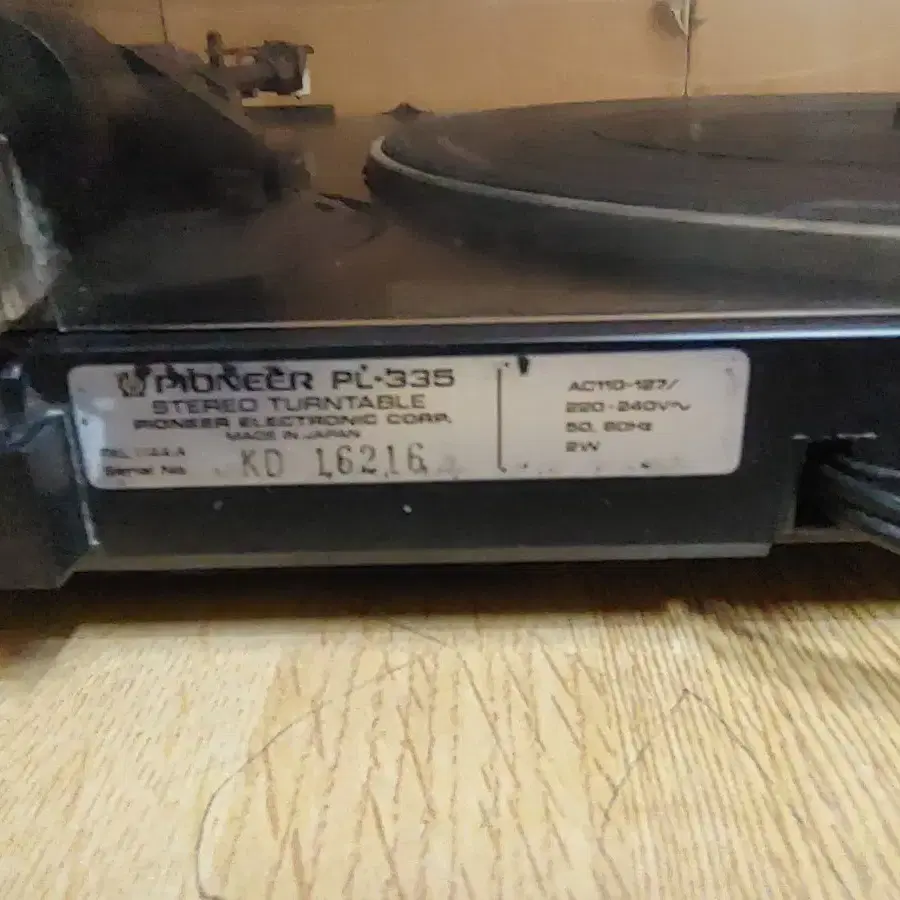 PIONEER PL-335
STEREO TURNTABLE
PIONEER ELECTRONIC CORP.
MADE IN JAPAN
Serial No. KD 16216
AC110-127/
220-240V~
50, 60Hz
8W